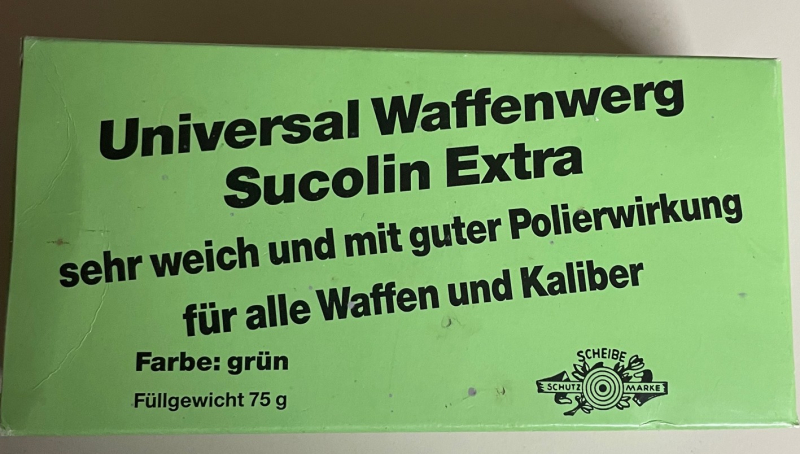 Universal Waffenwerg
Sucolin Extra
sehr weich und mit guter Polierwirkung
für alle Waffen und Kaliber
Farbe: grün
Füllgewicht 75 g
SCHEIBE
SCHUTZ MARKE